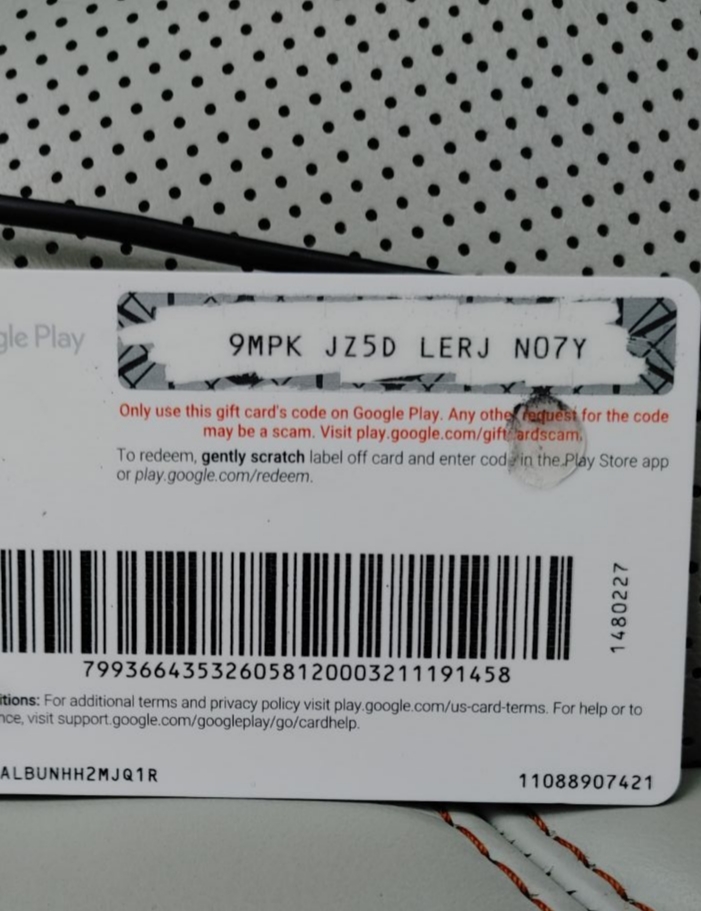 gle Play
9MPK JZ5D LERJ N07Y
Only use this gift card's code on Google Play. Any other request for the code
may be a scam. Visit play.google.com/giftcardscam.
To redeem, gently scratch label off card and enter code in the Play Store app
or play.google.com/redeem.
1480227
799366435326058120003211191458
itions: For additional terms and privacy policy visit play.google.com/us-card-terms. For help or to
nce, visit support.google.com/googleplay/go/cardhelp.
ALBUNHH2MJQ1R
11088907421